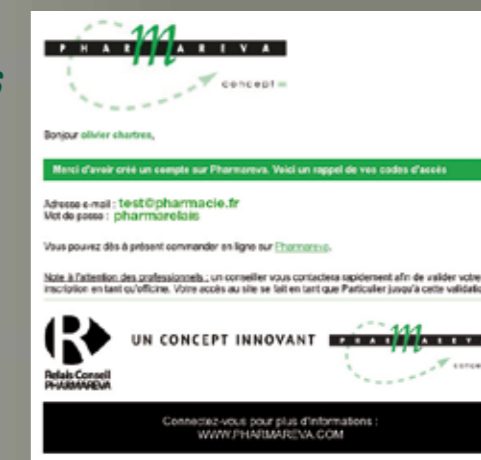 s
PHARMAREVA
concept
Bonjour olivier chartres,
Merci d'avoir créé un compte sur Pharmareva. Voici un rappel de vos codes d'accès
Adresse e-mail : test@pharmacie.fr
Mot de passe : pharmarelais
Vous pouvez dès à présent commander en ligne sur Pharmareva.
Note à l'attention des professionnels : un conseiller vous contactera rapidement afin de valider votre
inscription en tant qu'officine. Votre accès au site se fait en tant que Particulier jusqu'à cette validatio
R
Relais Conseil
PHARMAREVA
UN CONCEPT INNOVANT
PHARMAREV
conce
Connectez-vous pour plus d'informations :
WWW.PHARMAREVA.COM